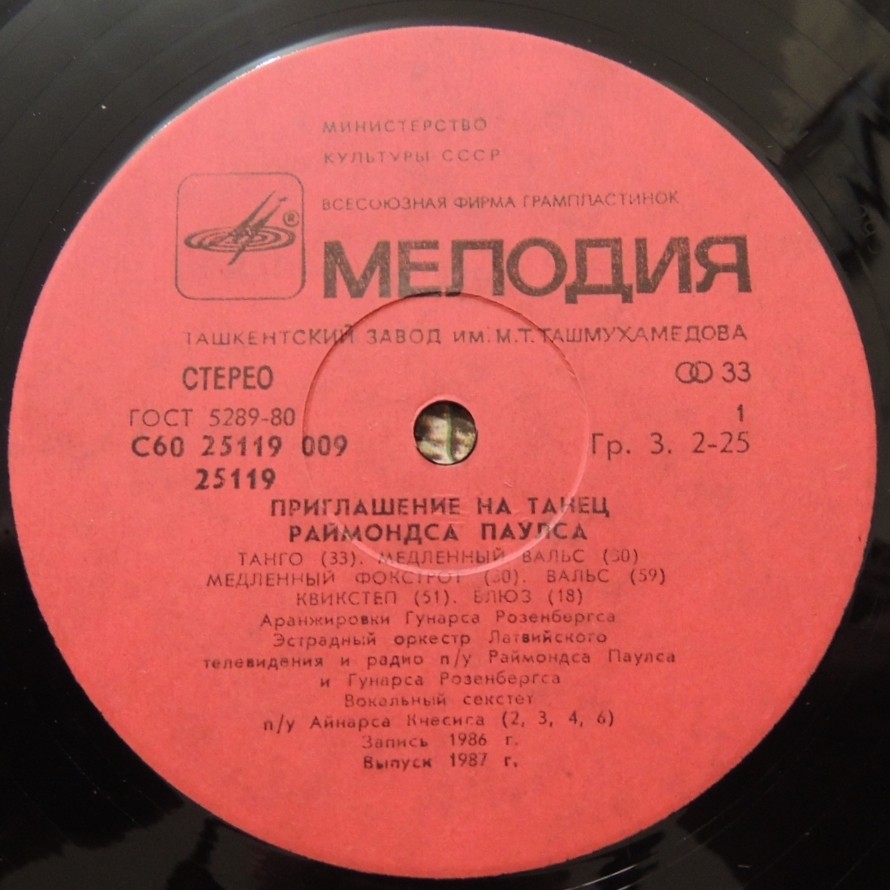 МИНИСТЕРСТВО
КУЛЬТУРЫ СССР
ВСЕСОЮЗНАЯ ФИРМА ГРАМПЛАСТИНОК
®
МЕЛОДИЯ
ТАШКЕНТСКИЙ ЗАВОД ИМ. М.Т. ТАШМУХАМЕДОВА
СТЕРЕО
33
ГОСТ 5289-80
1
С60 25119 009
Гр. 3. 2-25
25119
ПРИГЛАШЕНИЕ НА ТАНЕЦ
РАЙМОНДСА ПАУЛСА
ТАНГО (33). МЕДЛЕННЫЙ ВАЛЬС (30)
МЕДЛЕННЫЙ ФОКСТРОТ (30). ВАЛЬС (59)
КВИКСТЕП (51). БЛЮЗ (18)
Аранжировки Гунарса Розенбергса
Эстрадный оркестр Латвийского
телевидения и радио п/у Раймондса Паулса
и Гунарса Розенбергса
Вокальный секстет
п/у Айнарса Кчесиса (2, 3, 4, 6)
Запись 1986 г.
Выпуск 1987 г.